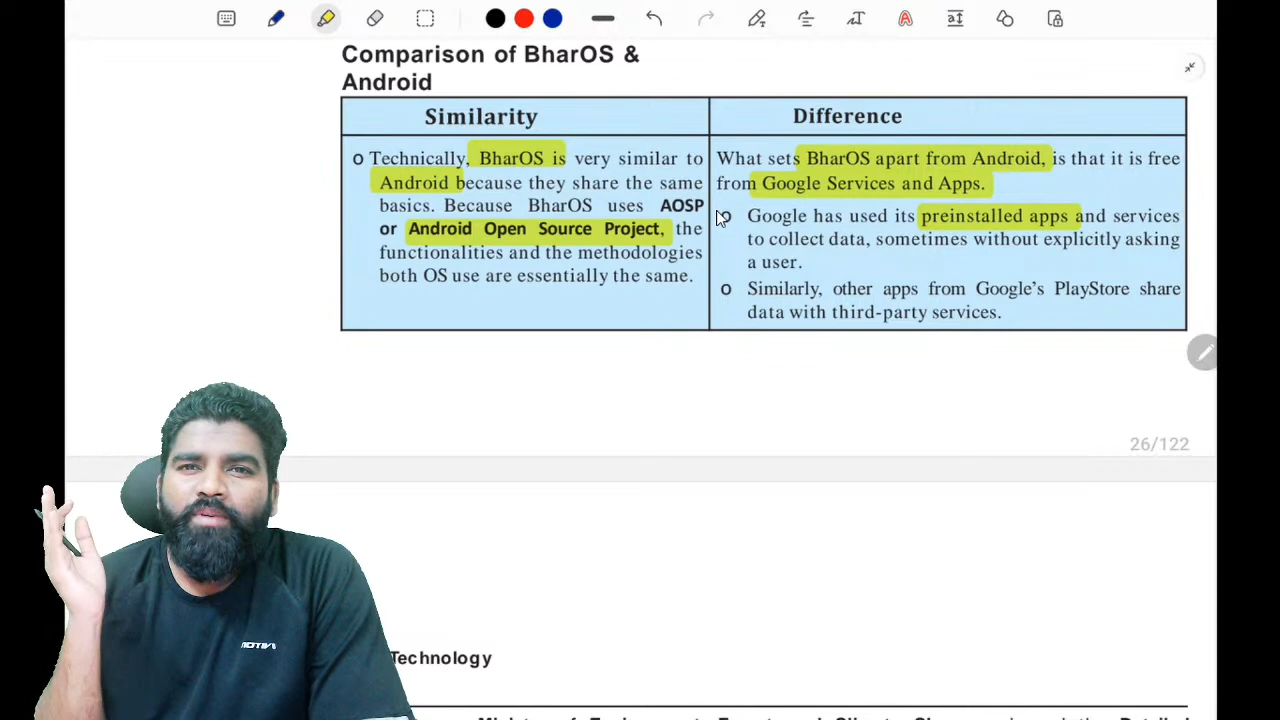 Comparison of BharOS &
Android
Similarity
Difference
o Technically, BharOS is very similar to
Android because they share the same
basics. Because BharOS uses AOSP
or Android Open Source Project, the
functionalities and the methodologies
both OS use are essentially the same.
What sets BharOS apart from Android, is that it is free
from Google Services and Apps.
o Google has used its preinstalled apps and services
to collect data, sometimes without explicitly asking
a user.
o Similarly, other apps from Google's PlayStore share
data with third-party services.
26/122
Technology